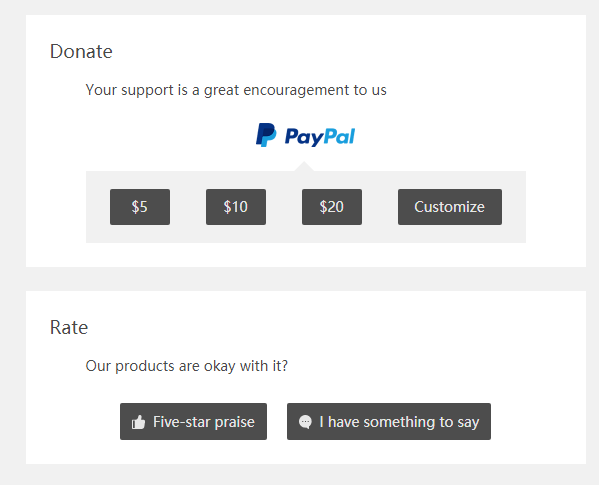 Donate
Your support is a great encouragement to us
PayPal
$5 $10 $20 Customize
Rate
Our products are okay with it?
Five-star praise I have something to say